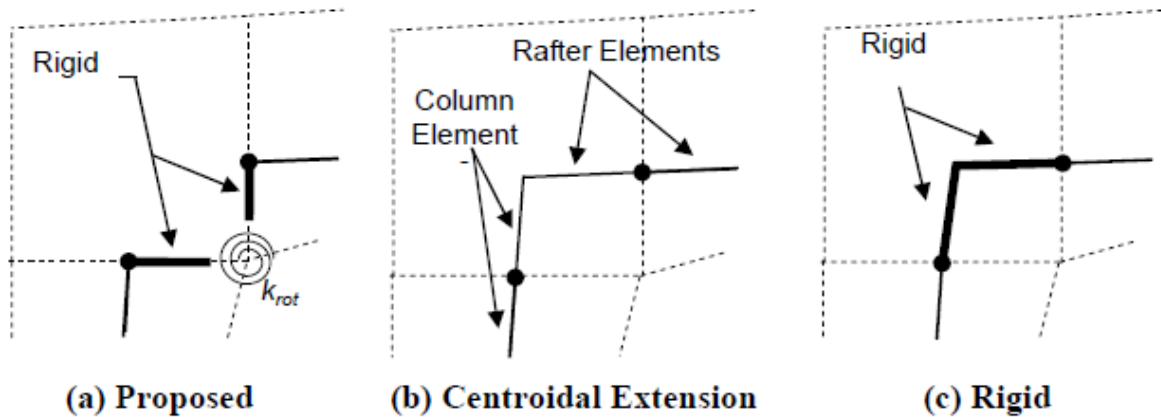 Rigid
k_rot
Column
Element
Rafter Elements
Rigid
(a) Proposed
(b) Centroidal Extension
(c) Rigid